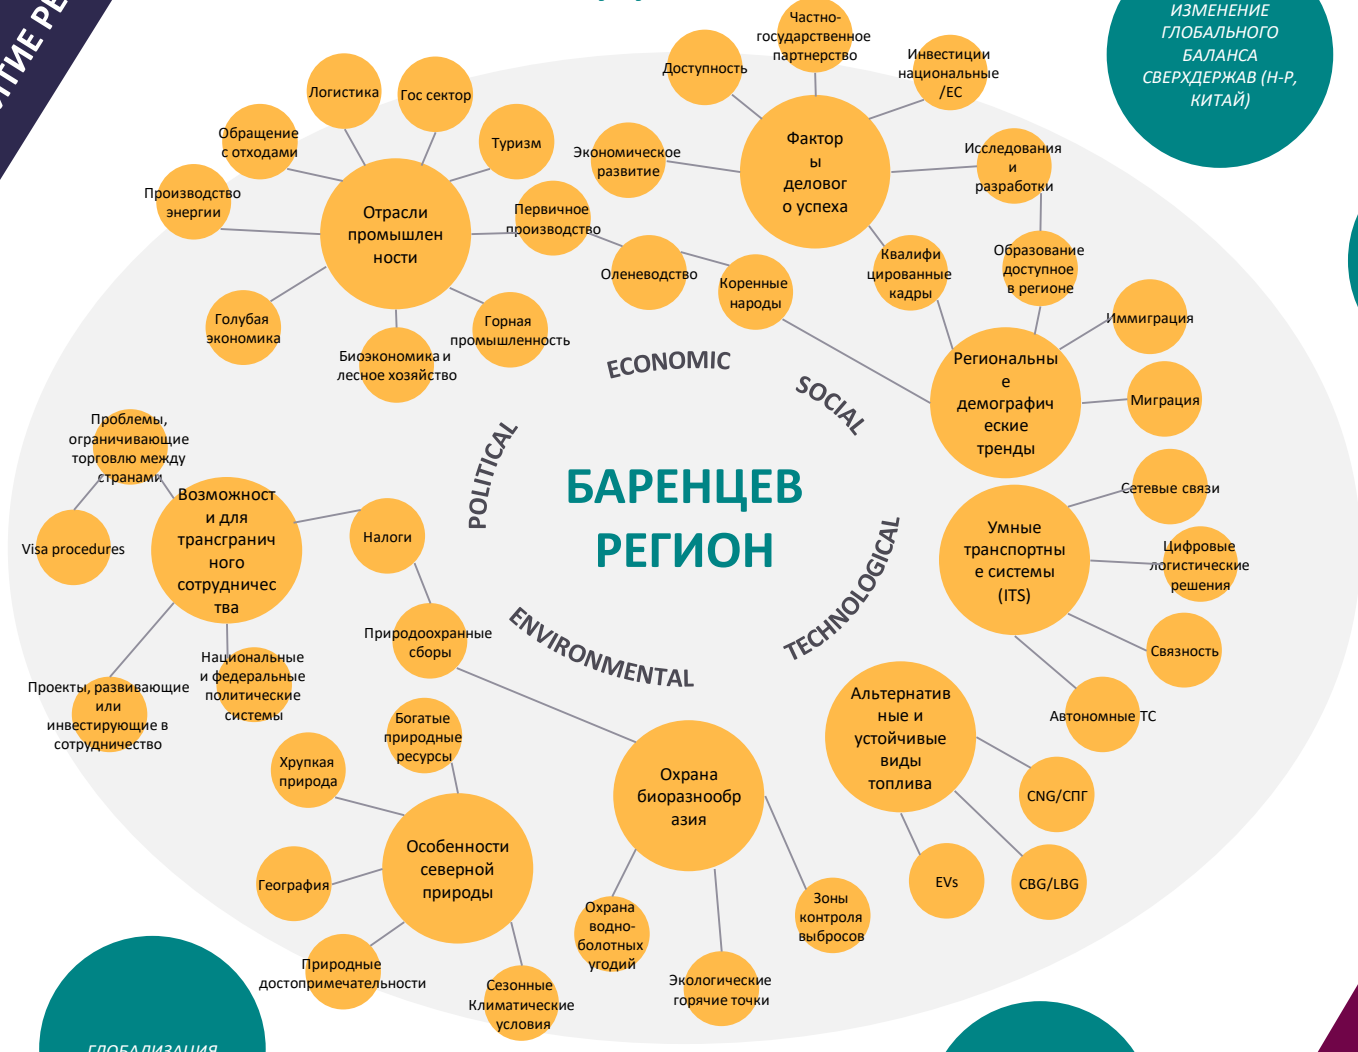 ИЗМЕНЕНИЕ
ГЛОБАЛЬНОГО
БАЛАНСА
СВЕРХДЕРЖАВ (Н-Р,
КИТАЙ)
Частно-
государственное
партнерство
Доступность
Инвестиции
национальные
/ЕС
Экономическое
развитие
Фактор
ы
деловог
о успеха
Исследования
и
разработки
Квалифи
цированные
кадры
Образование
доступное
в регионе
Логистика
Гос сектор
Обращение
с отходами
Туризм
Производство
энергии
Отрасли
промышлен
ности
Первичное
производство
Оленеводство
Коренные
народы
Голубая
экономика
Биоэкономика и
лесное хозяйство
Горная
промышленность
Иммиграция
Региональны
е
демографич
еские
тренды
Миграция
ECONOMIC
SOCIAL
POLITICAL
TECHNOLOGICAL
ENVIRONMENTAL
БАРЕНЦЕВ
РЕГИОН
Проблемы,
ограничивающие
торговлю между
странами
Visa procedures
Возможност
и для
трансгранич
ного
сотрудничес
тва
Налоги
Природоохранные
сборы
Национальные
и федеральные
политические
системы
Проекты, развивающие
или
инвестирующие в
сотрудничество
Сетевые связи
Умные
транспортны
е системы
(ITS)
Цифровые
логистические
решения
Связность
Автономные ТС
Альтернатив
ные и
устойчивые
виды
топлива
CNG/СПГ
EVs
CBG/LBG
Охрана
биоразнообр
азия
Охрана
водно-
болотных
угодий
Экологические
горячие точки
Зоны
контроля
выбросов
Богатые
природные
ресурсы
Хрупкая
природа
Особенности
северной
природы
География
Природные
достопримечательности
Сезонные
Климатические
условия
ГЛОБАЛИЗАЦИЯ